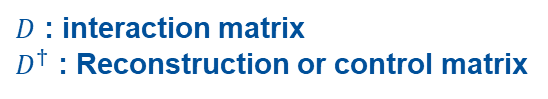 D : interaction matrix
D† : Reconstruction or control matrix